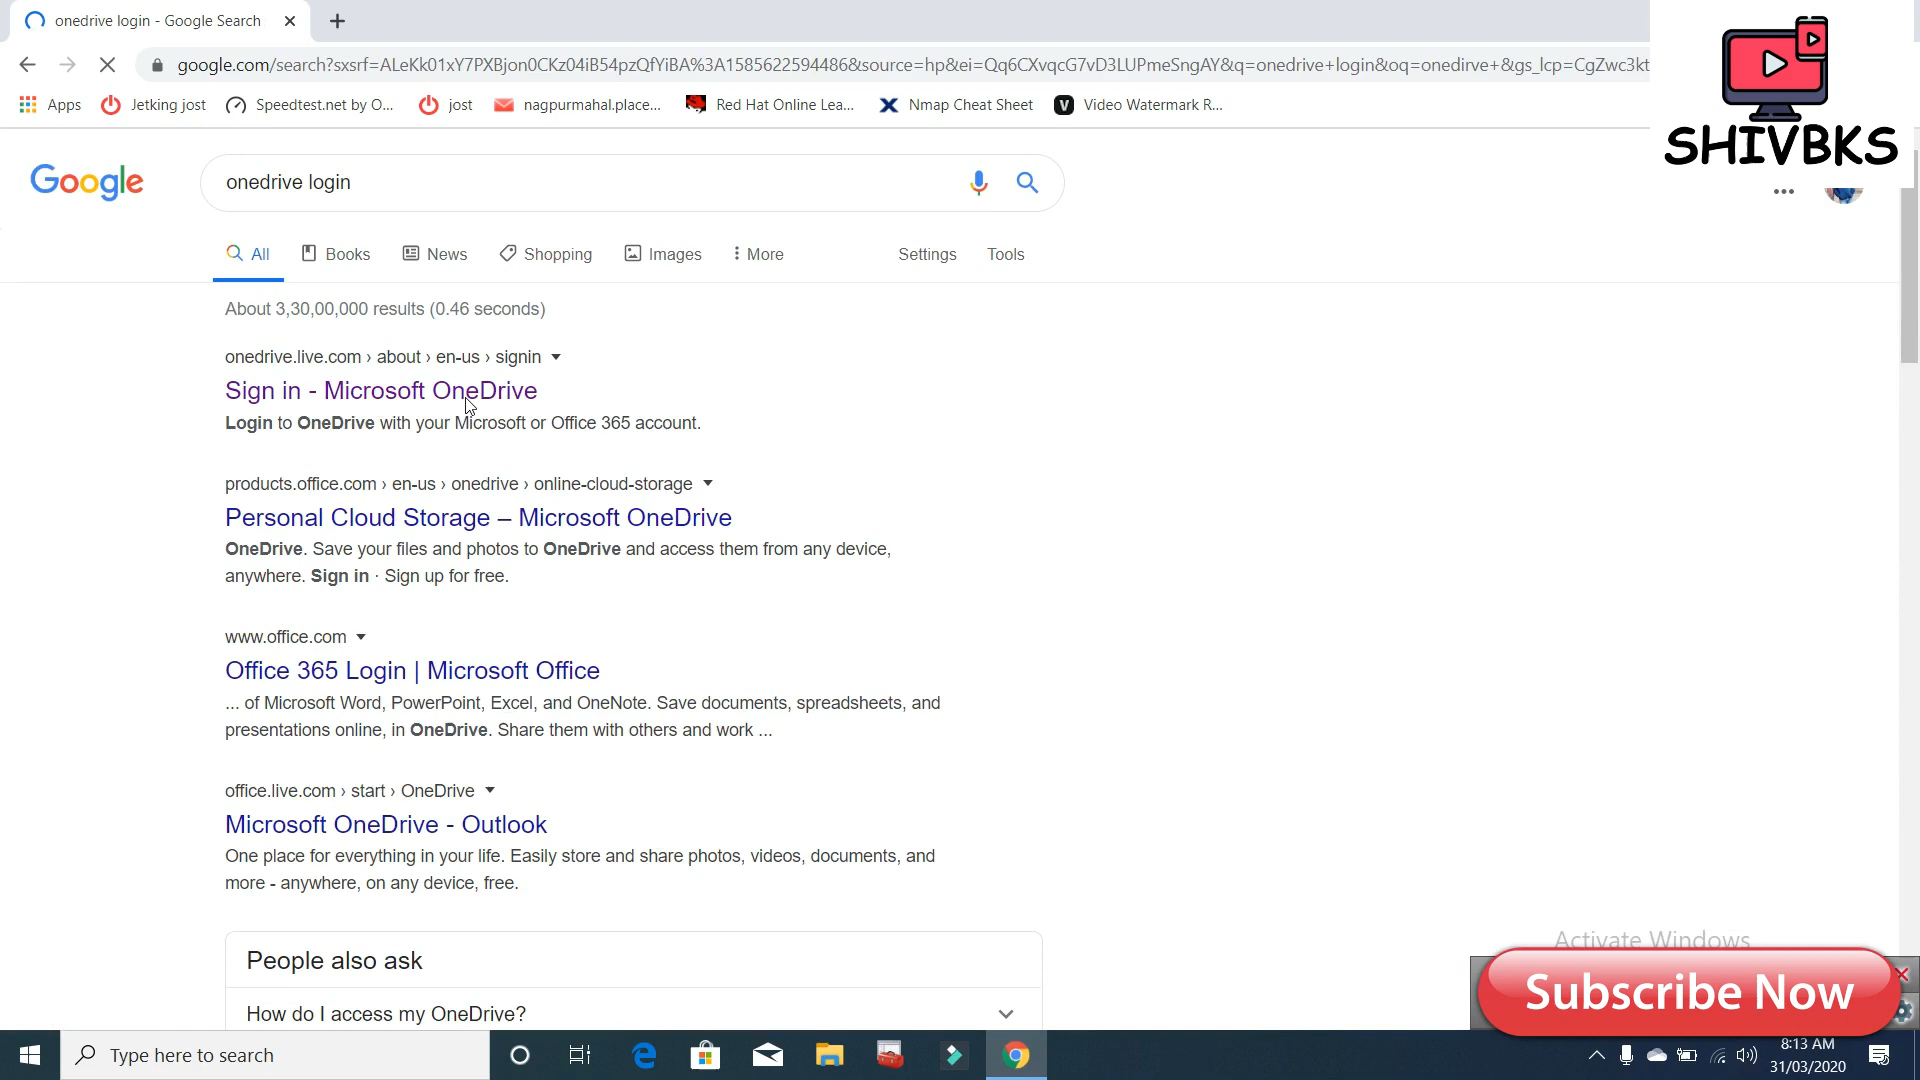 onedrive login - Google Search
google.com/search?sxsrf=ALeKk01xY7PXBjon0CKz04iB54pzQfYiBA%3A1585622594486&source=hp&ei=Qq6CXvqcG7vD3LUPmeSngAY&q=onedrive+login&oq=onedirve+&gs_lcp=CgZwc3kt
Apps Jetking jost Speedtest.net by O... jost nagpurmahal.place... Red Hat Online Lea... Nmap Cheat Sheet V Video Watermark R...
SHIVBKS
Google onedrive login
All Books News Shopping Images More Settings Tools
About 3,30,00,000 results (0.46 seconds)
onedrive.live.com › about › en-us › signin
Sign in - Microsoft OneDrive
Login to OneDrive with your Microsoft or Office 365 account.
products.office.com › en-us › onedrive › online-cloud-storage
Personal Cloud Storage – Microsoft OneDrive
OneDrive. Save your files and photos to OneDrive and access them from any device,
anywhere. Sign in · Sign up for free.
www.office.com
Office 365 Login | Microsoft Office
... of Microsoft Word, PowerPoint, Excel, and OneNote. Save documents, spreadsheets, and
presentations online, in OneDrive. Share them with others and work ...
office.live.com › start › OneDrive
Microsoft OneDrive - Outlook
One place for everything in your life. Easily store and share photos, videos, documents, and
more - anywhere, on any device, free.
People also ask
How do I access my OneDrive?
Activate Windows
Subscribe Now
Type here to search
8:13 AM
31/03/2020